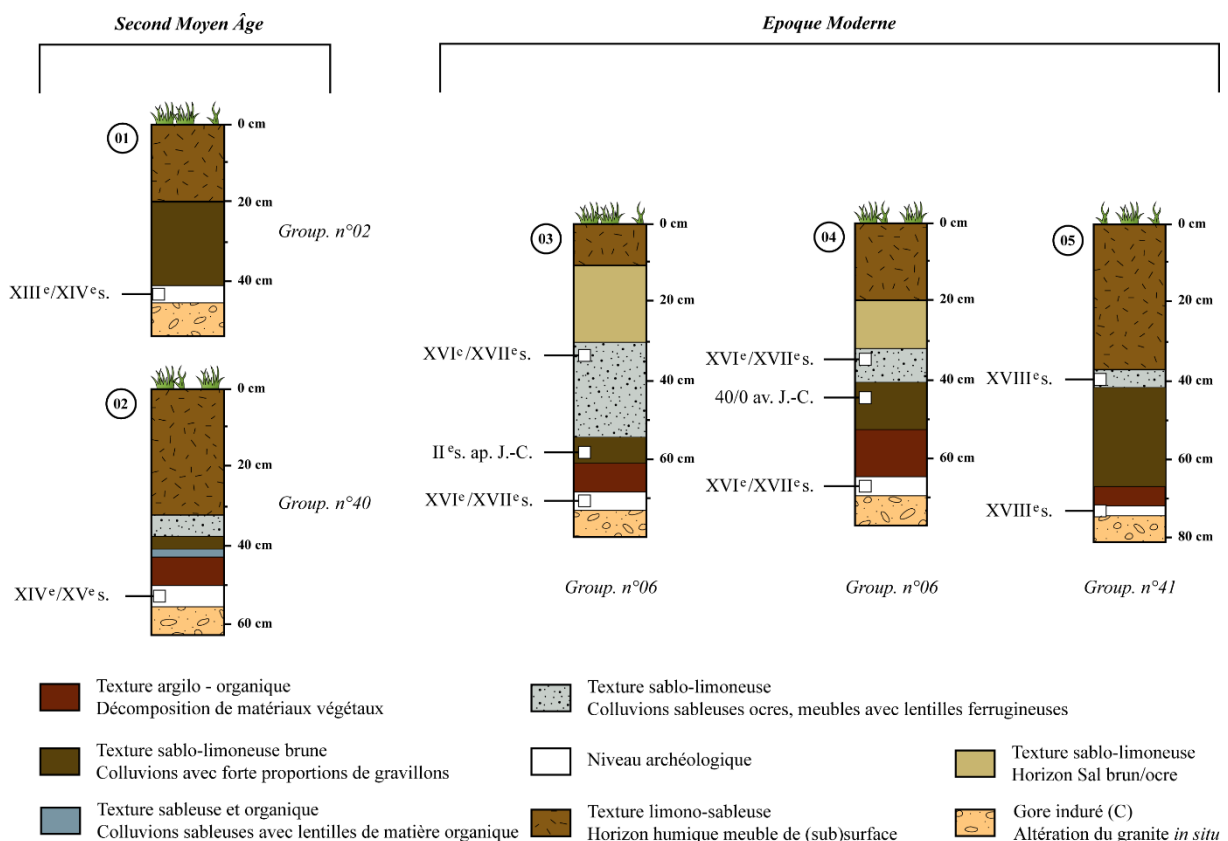 Second Moyen Âge
Epoque Moderne
01
0 cm
20 cm
40 cm
Group. n°02
XIIIe/XIVe s.
02
0 cm
20 cm
40 cm
60 cm
Group. n°40
XIVe/XVe s.
03
0 cm
20 cm
40 cm
60 cm
XVIe/XVIIe s.
IIe s. ap. J.-C.
XVIe/XVIIe s.
Group. n°06
04
0 cm
20 cm
40 cm
60 cm
XVIe/XVIIe s.
40/0 av. J.-C.
XVIe/XVIIe s.
Group. n°06
05
0 cm
20 cm
40 cm
60 cm
80 cm
XVIIIe s.
XVIIIe s.
Group. n°41
Texture argilo - organique
Décomposition de matériaux végétaux
Texture sablo-limoneuse brune
Colluvions avec forte proportions de gravillons
Texture sableuse et organique
Colluvions sableuses avec lentilles de matière organique
Texture sablo-limoneuse
Colluvions sableuses ocres, meubles avec lentilles ferrugineuses
Niveau archéologique
Texture limono-sableuse
Horizon humique meuble de (sub)surface
Texture sablo-limoneuse
Horizon Sal brun/ocre
Gore induré (C)
Altération du granite in situ